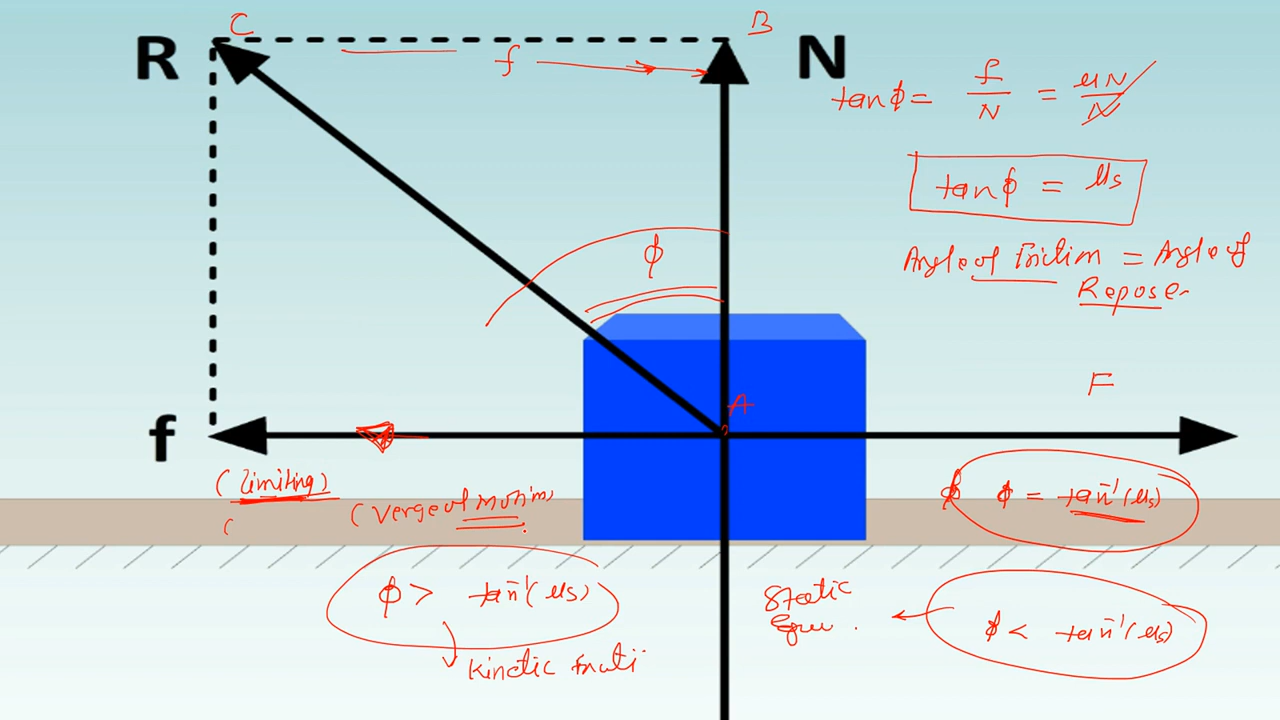 C
B
R
N
f
tanϕ = f/N = μN/N
tanϕ = μs
Angle of Friction = Angle of
Repose
ϕ
F
A
f
(limiting)
(
(Verge of motion)
ϕ ϕ = tan⁻¹(μs)
ϕ > tan⁻¹(μs)
Static
Equu.
ϕ < tan⁻¹(μs)
Kinetic